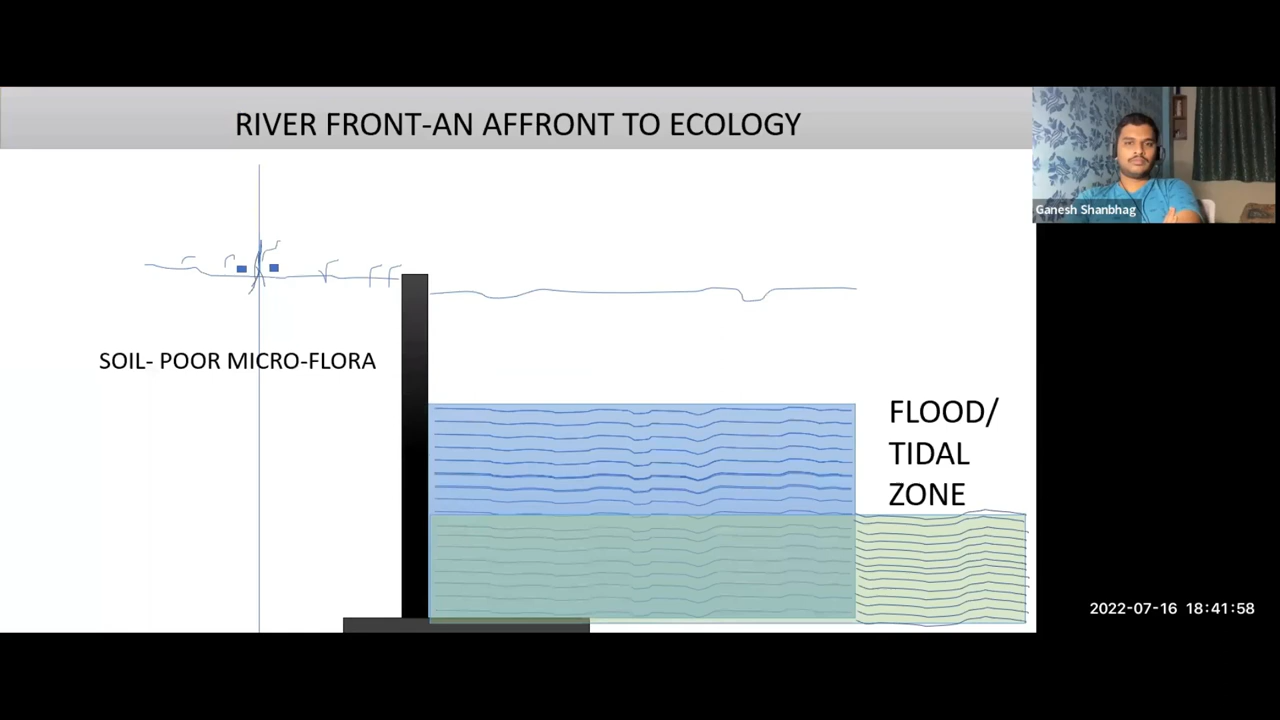 RIVER FRONT-AN AFFRONT TO ECOLOGY
Ganesh Shanbhag
SOIL- POOR MICRO-FLORA
FLOOD/
TIDAL
ZONE
2022-07-16 18:41:58